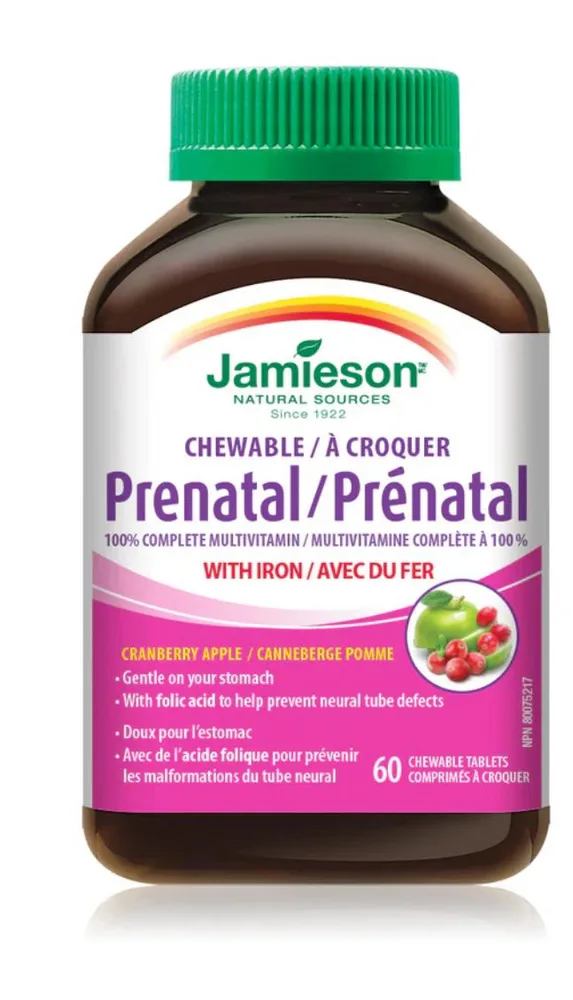 Jamieson™
NATURAL SOURCES
Since 1922
CHEWABLE / À CROQUER
Prenatal / Prénatal
100% COMPLETE MULTIVITAMIN / MULTIVITAMINE COMPLÈTE À 100 %
WITH IRON / AVEC DU FER
CRANBERRY APPLE / CANNEBERGE POMME
• Gentle on your stomach
• With folic acid to help prevent neural tube defects
• Doux pour l'estomac
• Avec de l'acide folique pour prévenir
les malformations du tube neural
60 CHEWABLE TABLETS
COMPRIMÉS À CROQUER
NPN 80075217